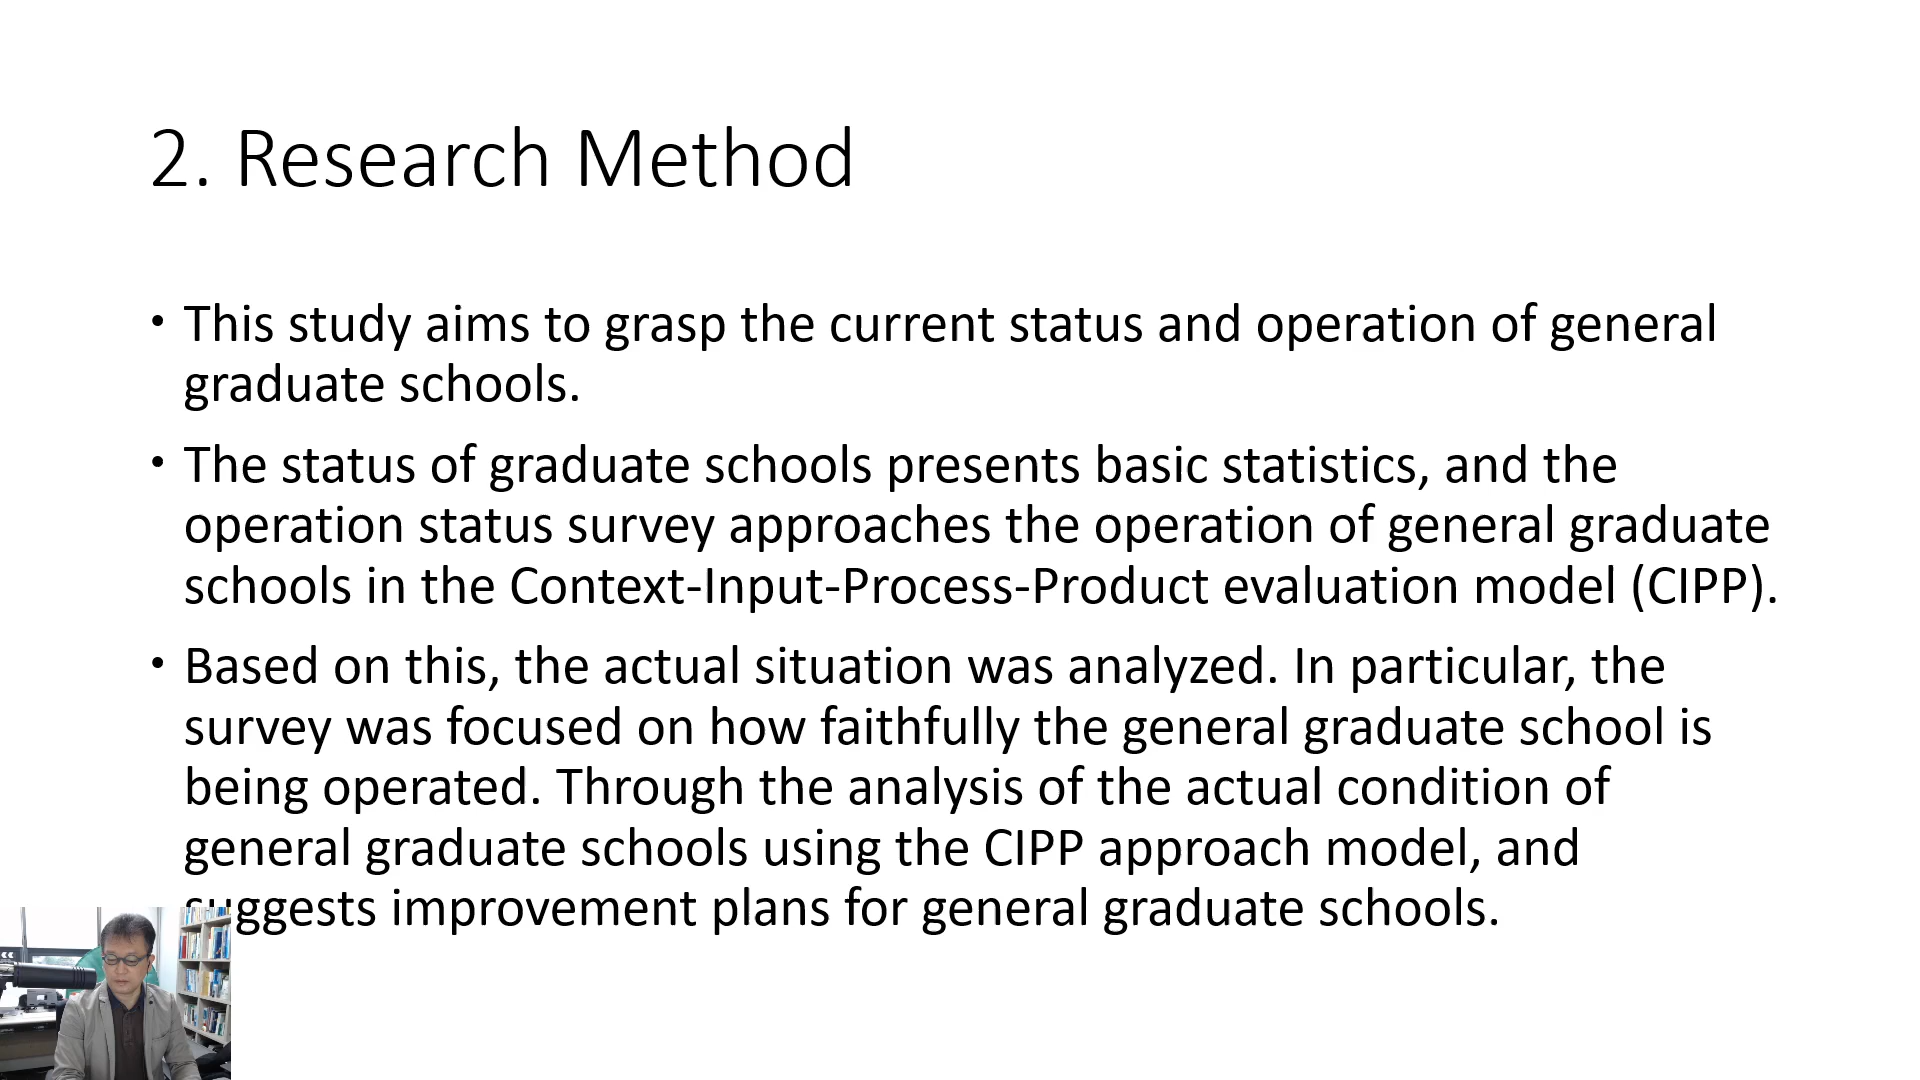 2. Research Method
• This study aims to grasp the current status and operation of general
graduate schools.
• The status of graduate schools presents basic statistics, and the
operation status survey approaches the operation of general graduate
schools in the Context-Input-Process-Product evaluation model (CIPP).
• Based on this, the actual situation was analyzed. In particular, the
survey was focused on how faithfully the general graduate school is
being operated. Through the analysis of the actual condition of
general graduate schools using the CIPP approach model, and
suggests improvement plans for general graduate schools.